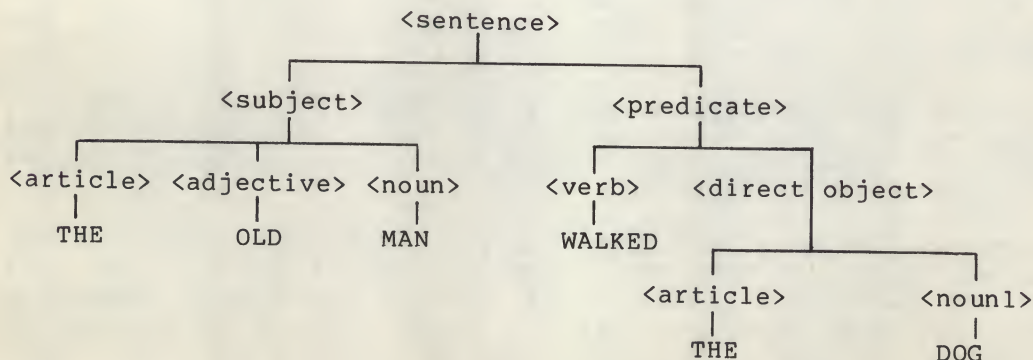 <sentence>
<subject> <predicate>
<article> <adjective> <noun> <verb> <direct object>
THE OLD MAN WALKED
<article> <noun1>
THE DOG